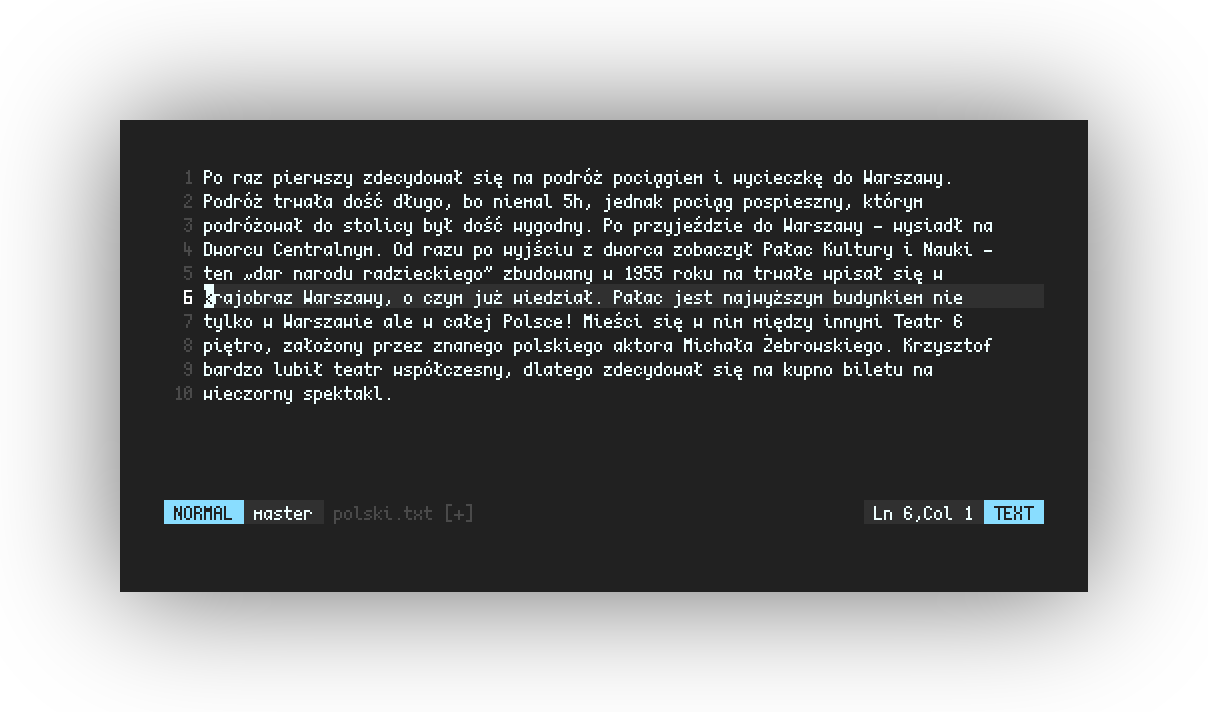 1 Po raz pierwszy zdecydował się na podróż pociągiem i wycieczkę do Warszawy.
2 Podróż trwała dość długo, bo niemal 5h, jednak pociąg pospieszny, którym
3 podróżował do stolicy był dość wygodny. Po przyjeździe do Warszawy – wysiadł na
4 Dworcu Centralnym. Od razu po wyjściu z dworca zobaczył Pałac Kultury i Nauki –
5 ten „dar narodu radzieckiego” zbudowany w 1955 roku na trwałe wpisał się w
6 krajobraz Warszawy, o czym już wiedział. Pałac jest najwyższym budynkiem nie
7 tylko w Warszawie ale w całej Polsce! Mieści się w nim między innymi Teatr 6
8 piętro, założony przez znanego polskiego aktora Michała Żebrowskiego. Krzysztof
9 bardzo lubił teatr współczesny, dlatego zdecydował się na kupno biletu na
10 wieczorny spektakl.
NORMAL master polski.txt [+] Ln 6,Col 1 TEXT